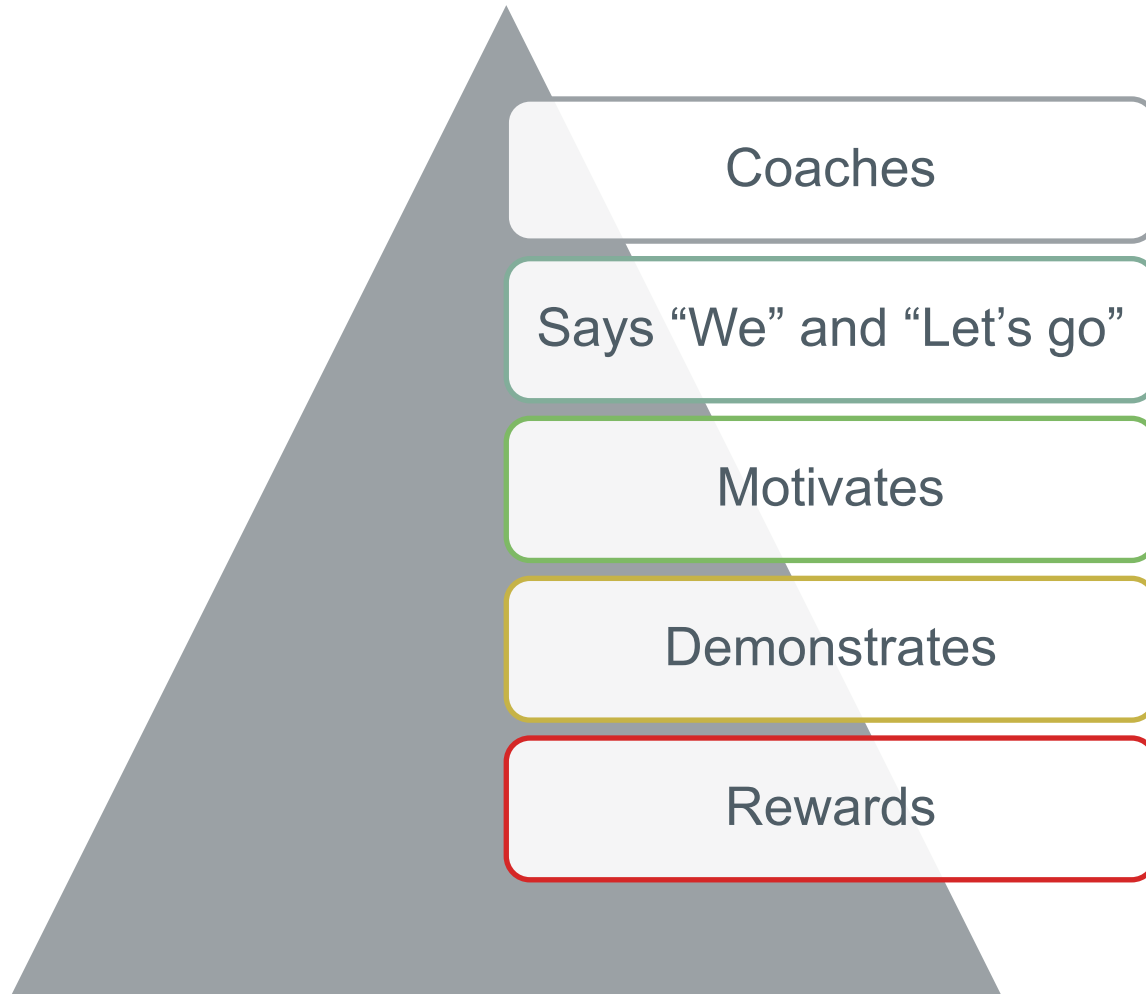 Coaches
Says “We” and “Let’s go”
Motivates
Demonstrates
Rewards